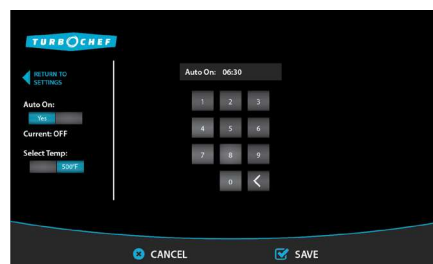 TURBOCHEF
RETURN TO
SETTINGS
Auto On: 06:30
Auto On:
Yes
Current: OFF
Select Temp:
500°F
1 2 3
4 5 6
7 8 9
0
CANCEL
SAVE